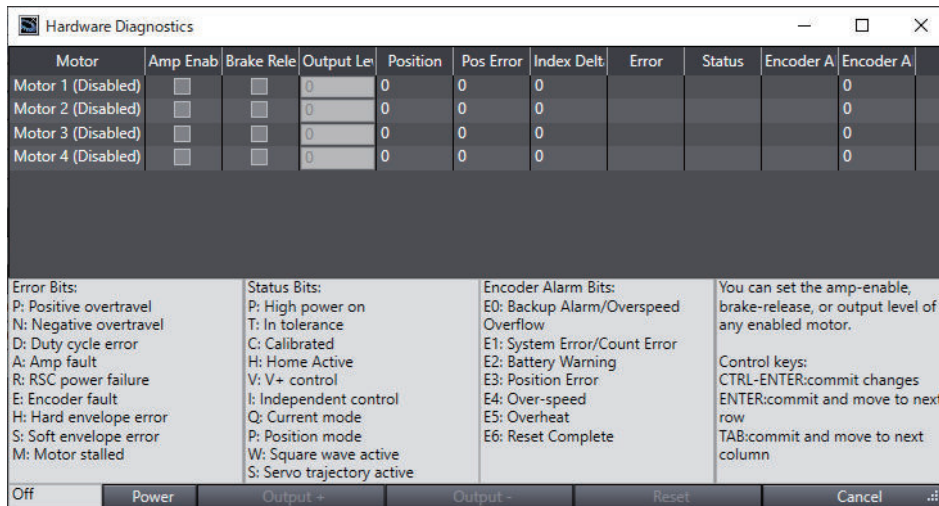 Hardware Diagnostics
Motor Amp Enab Brake Rele Output Le Position Pos Error Index Delt Error Status Encoder A Encoder A
Motor 1 (Disabled) 0 0 0 0 0
Motor 2 (Disabled) 0 0 0 0 0
Motor 3 (Disabled) 0 0 0 0 0
Motor 4 (Disabled) 0 0 0 0 0
Error Bits:
P: Positive overtravel
N: Negative overtravel
D: Duty cycle error
A: Amp fault
R: RSC power failure
E: Encoder fault
H: Hard envelope error
S: Soft envelope error
M: Motor stalled
Status Bits:
P: High power on
T: In tolerance
C: Calibrated
H: Home Active
V: V+ control
I: Independent control
Q: Current mode
P: Position mode
W: Square wave active
S: Servo trajectory active
Encoder Alarm Bits:
E0: Backup Alarm/Overspeed
Overflow
E1: System Error/Count Error
E2: Battery Warning
E3: Position Error
E4: Over-speed
E5: Overheat
E6: Reset Complete
You can set the amp-enable,
brake-release, or output level of
any enabled motor.
Control keys:
CTRL-ENTER:commit changes
ENTER:commit and move to next
row
TAB:commit and move to next
column
Off Power Output + Output - Reset Cancel